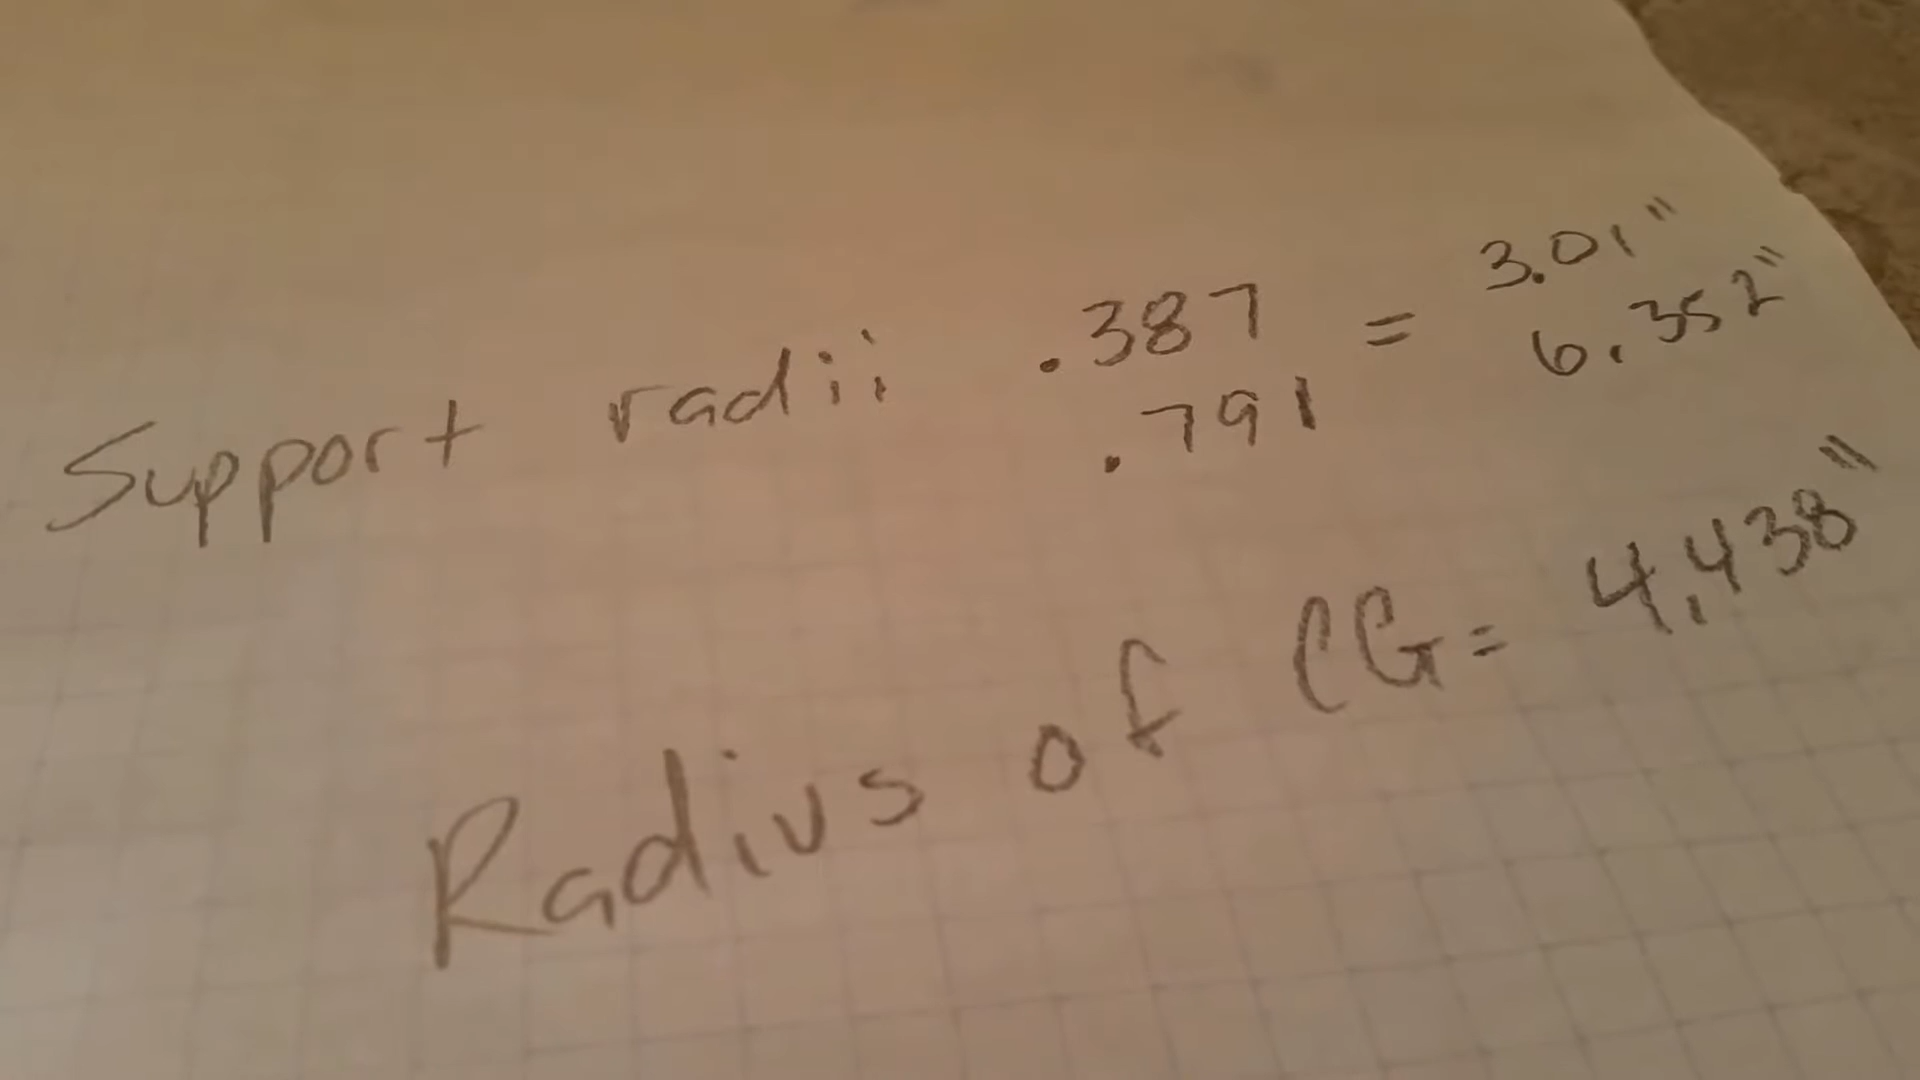 Support radii .387 = 3.01"
.791 6.352"
Radius of CG = 4.438"